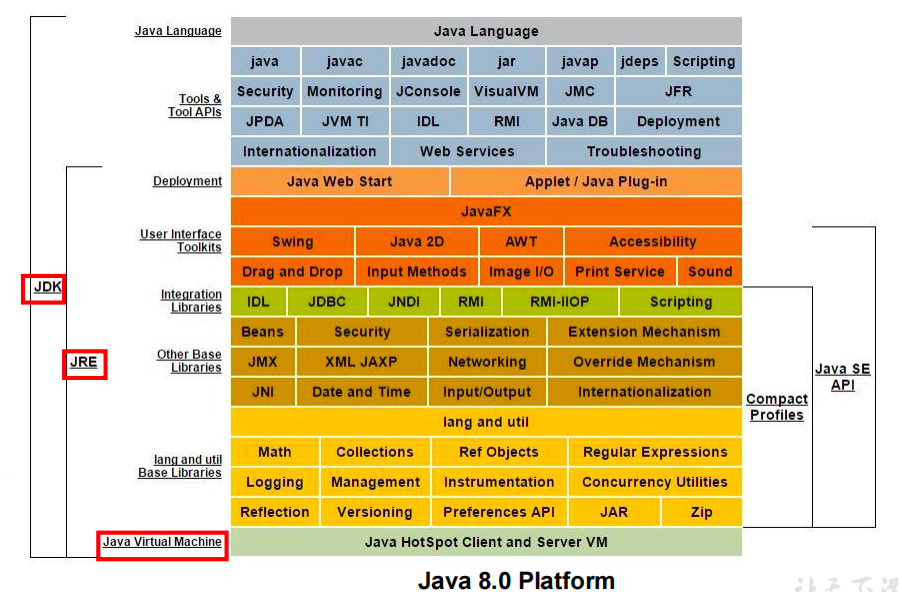 Java Language
Java Language
java javac javadoc jar javap jdeps Scripting
Tools &
Tool APIs
Security Monitoring JConsole VisualVM JMC JFR
JPDA JVM TI IDL RMI Java DB Deployment
Internationalization Web Services Troubleshooting
Deployment
Java Web Start Applet / Java Plug-in
JavaFX
User Interface
Toolkits
Swing Java 2D AWT Accessibility
Drag and Drop Input Methods Image I/O Print Service Sound
JDK
Integration
Libraries
IDL JDBC JNDI RMI RMI-IIOP Scripting
Beans Security Serialization Extension Mechanism
JRE
Other Base
Libraries
JMX XML JAXP Networking Override Mechanism
Java SE
API
JNI Date and Time Input/Output Internationalization
Compact
Profiles
lang and util
lang and util
Base Libraries
Math Collections Ref Objects Regular Expressions
Logging Management Instrumentation Concurrency Utilities
Reflection Versioning Preferences API JAR Zip
Java Virtual Machine
Java HotSpot Client and Server VM
Java 8.0 Platform